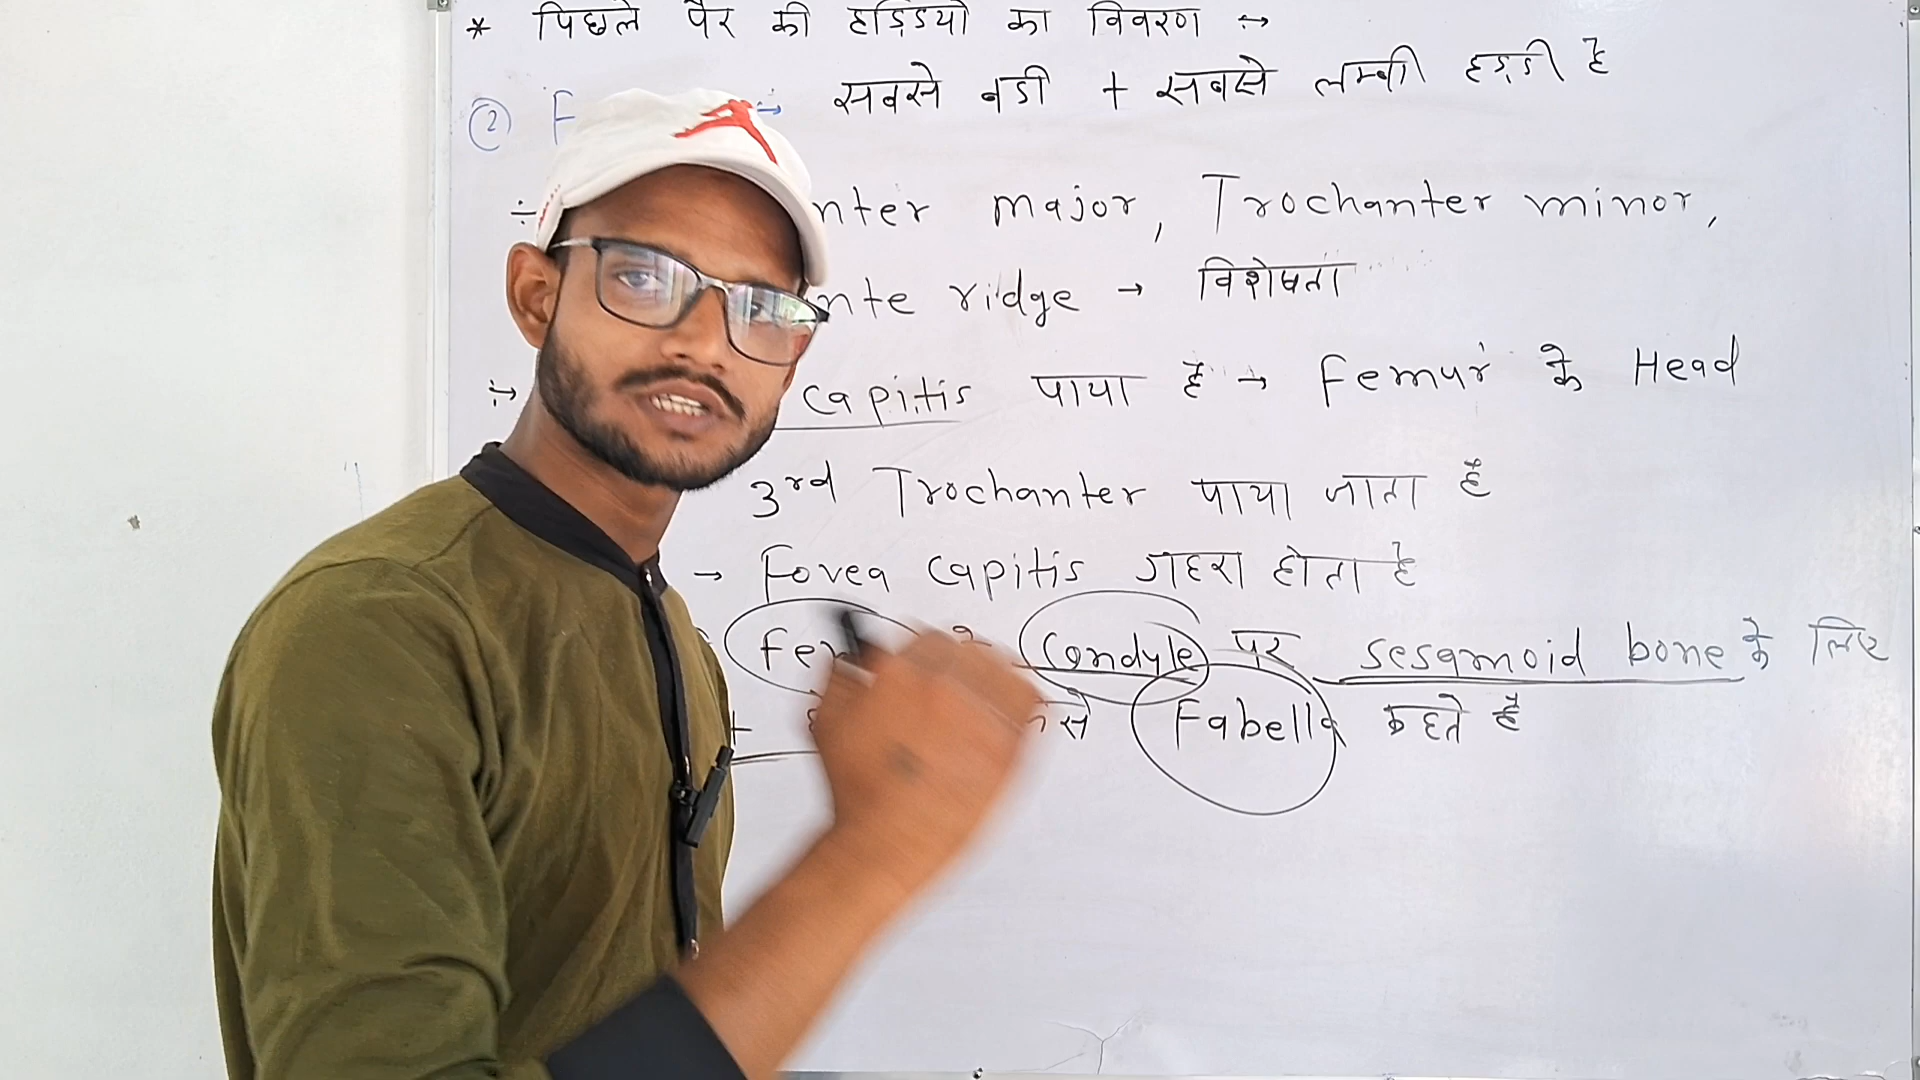 * पिछले पैर की हड्डियों का विवरण →
② F → सबसे बडी + सबसे लम्बी हड्डी है
÷ nter major, Trochanter minor,
nte ridge → विशेषता
÷→ capitis पाया है → Femur के Head
3rd Trochanter पाया जाता है
→ Fovea capitis गहरा होता है
Fem के Condyle पर sesamoid bone के लिए
+ से Fabella कहते हैं